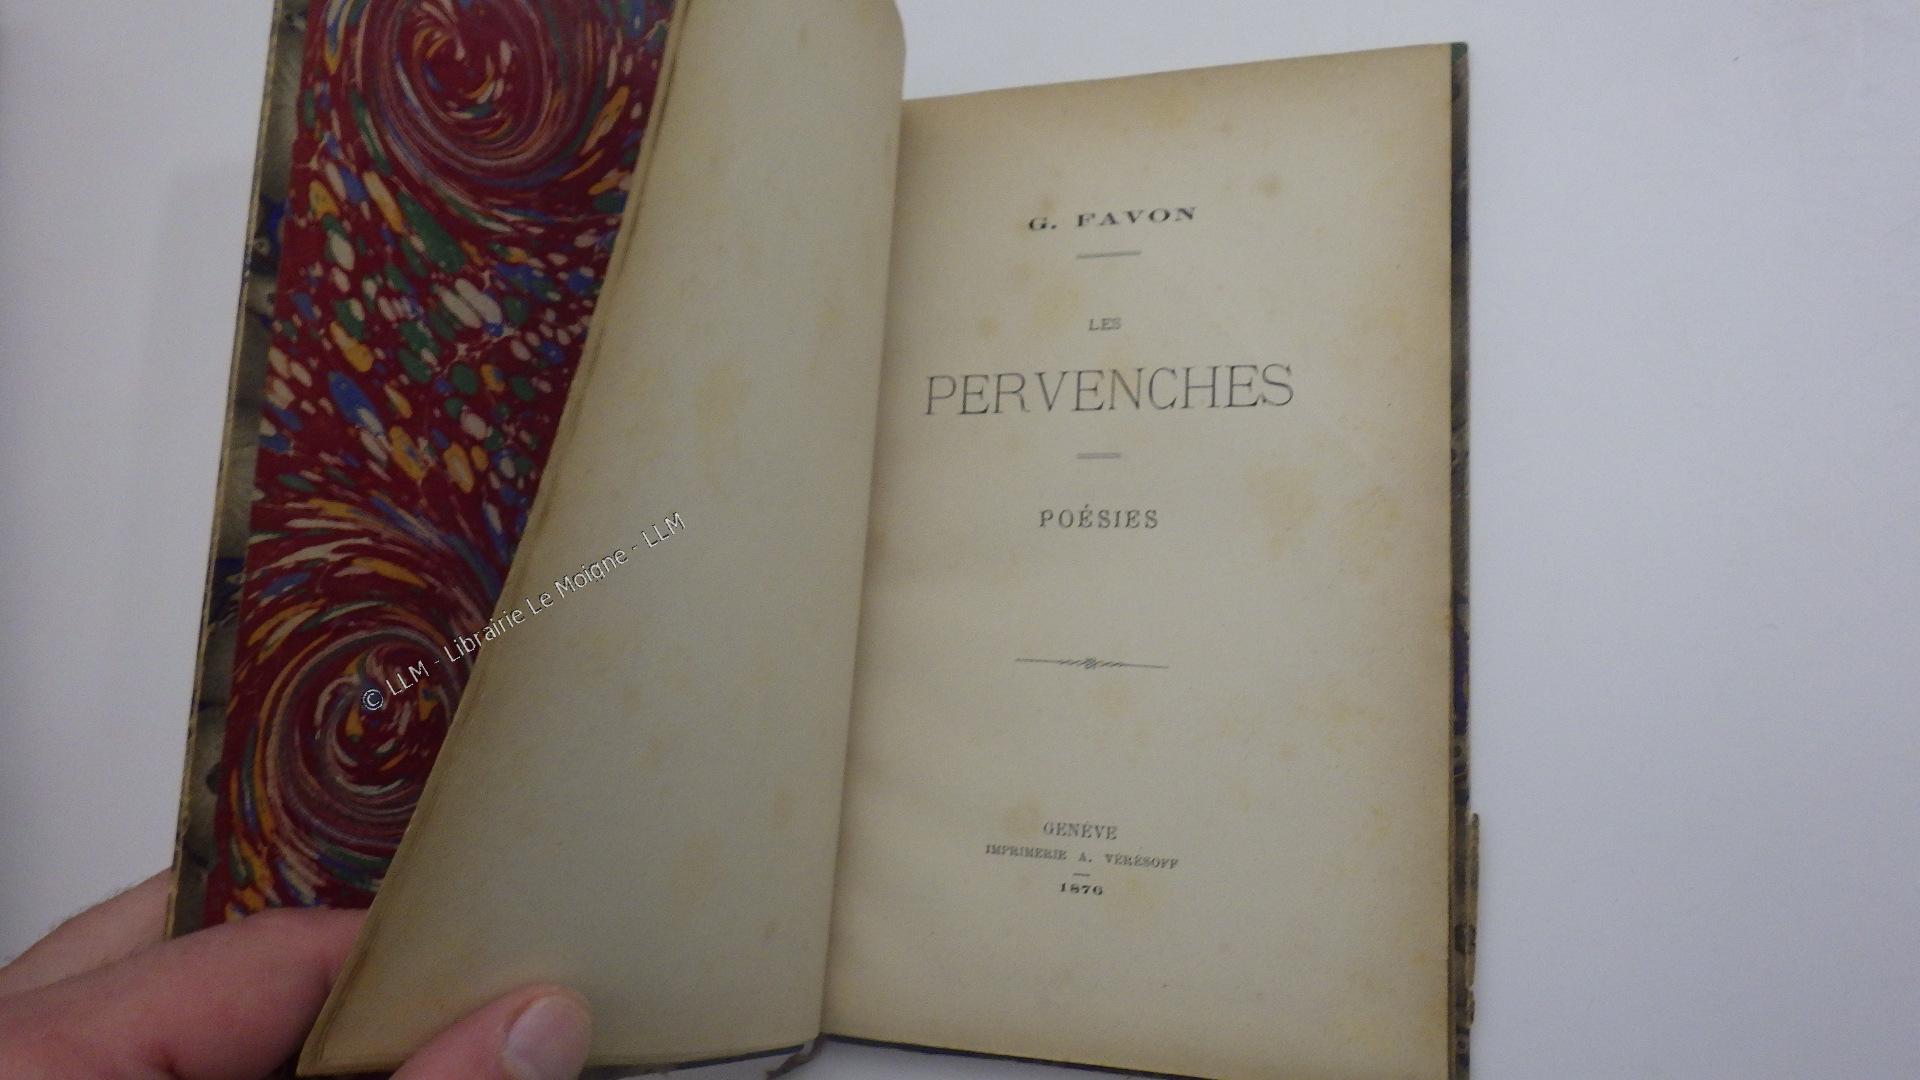 G. FAVON
LES
PERVENCHES
POÉSIES
GENÈVE
IMPRIMERIE A. VÉRÉSOFF
1876
© LLM - Librairie Le Moigne - LLM